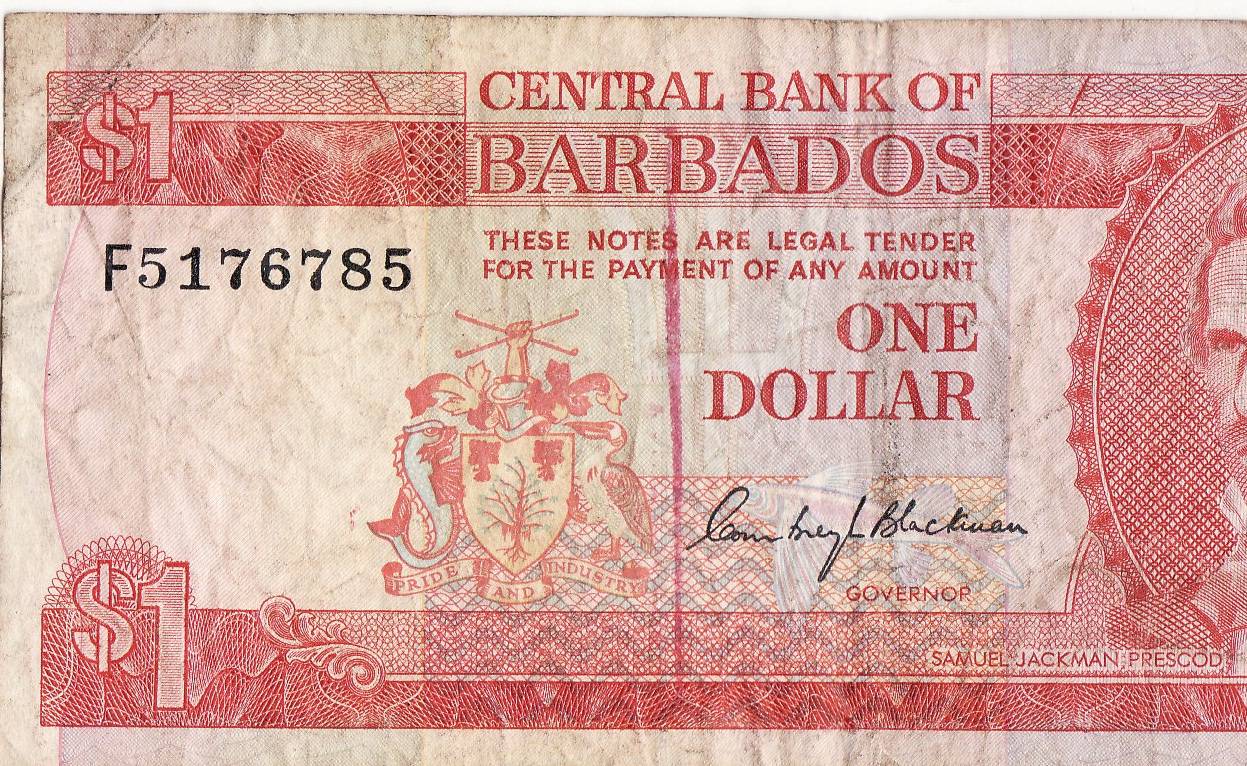 CENTRAL BANK OF
$1
BARBADOS
THESE NOTES ARE LEGAL TENDER
FOR THE PAYMENT OF ANY AMOUNT
F5176785
ONE
DOLLAR
PRIDE AND INDUSTRY
GOVERNOR
$1
SAMUEL JACKMAN PRESCOD